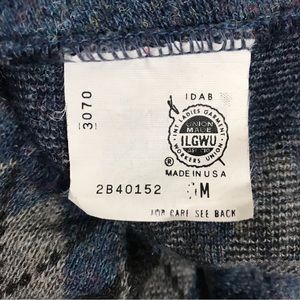 IDAB
3070
INT'L LADIES GARMENT WORKERS UNION
UNION
MADE
ILGWU
®
MADE IN USA
2B40152
M
FOR CARE SEE BACK